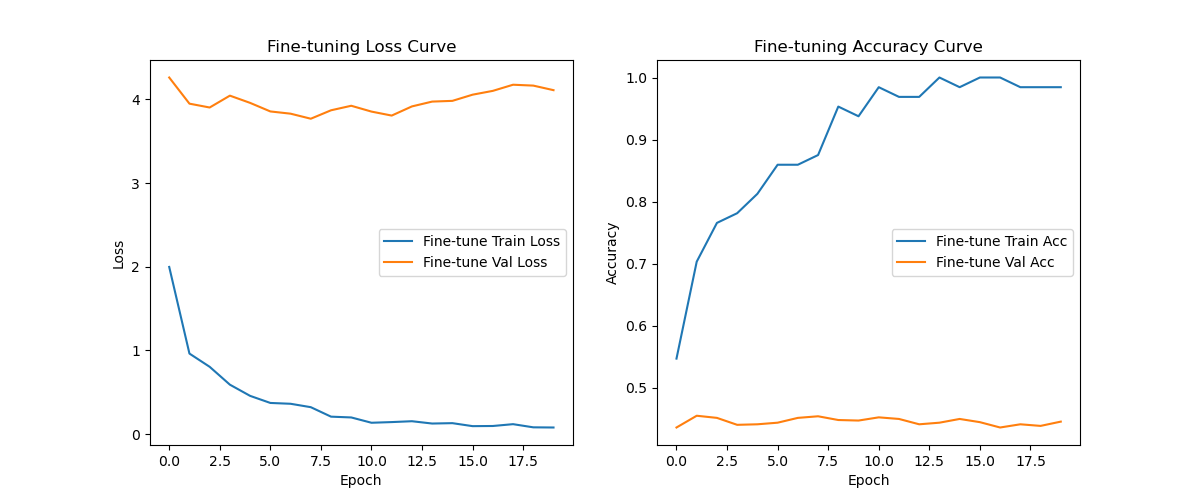 Fine-tuning Loss Curve
Loss
4
3
2
1
0
Fine-tune Train Loss
Fine-tune Val Loss
0.0 2.5 5.0 7.5 10.0 12.5 15.0 17.5
Epoch
Fine-tuning Accuracy Curve
Accuracy
1.0
0.9
0.8
0.7
0.6
0.5
Fine-tune Train Acc
Fine-tune Val Acc
0.0 2.5 5.0 7.5 10.0 12.5 15.0 17.5
Epoch